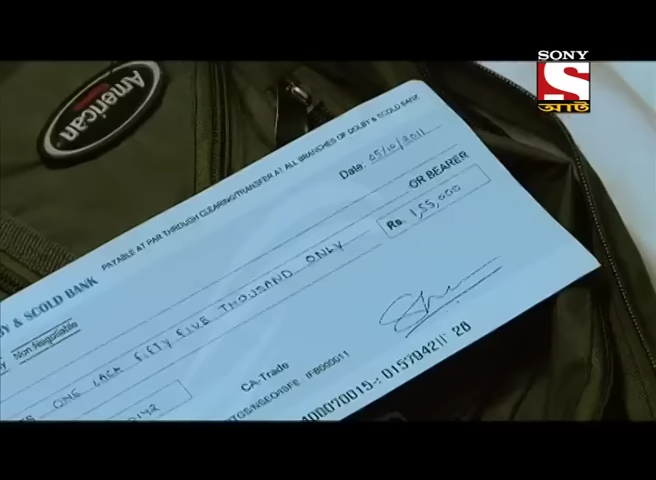 SONY
S
আট
American
PAYABLE AT PAR THROUGH CLEARING/TRANSFER AT ALL BRANCHES OF DOLBY & SCOLD BANK
Date: 05/10/2011
OR BEARER
Rs. 1,55,000
Y & SCOLD BANK
Non Negotiable
ONE LACK FIFTY FIVE THOUSAND ONLY
CA-Trade
IFB000011
400070019 015704211 28